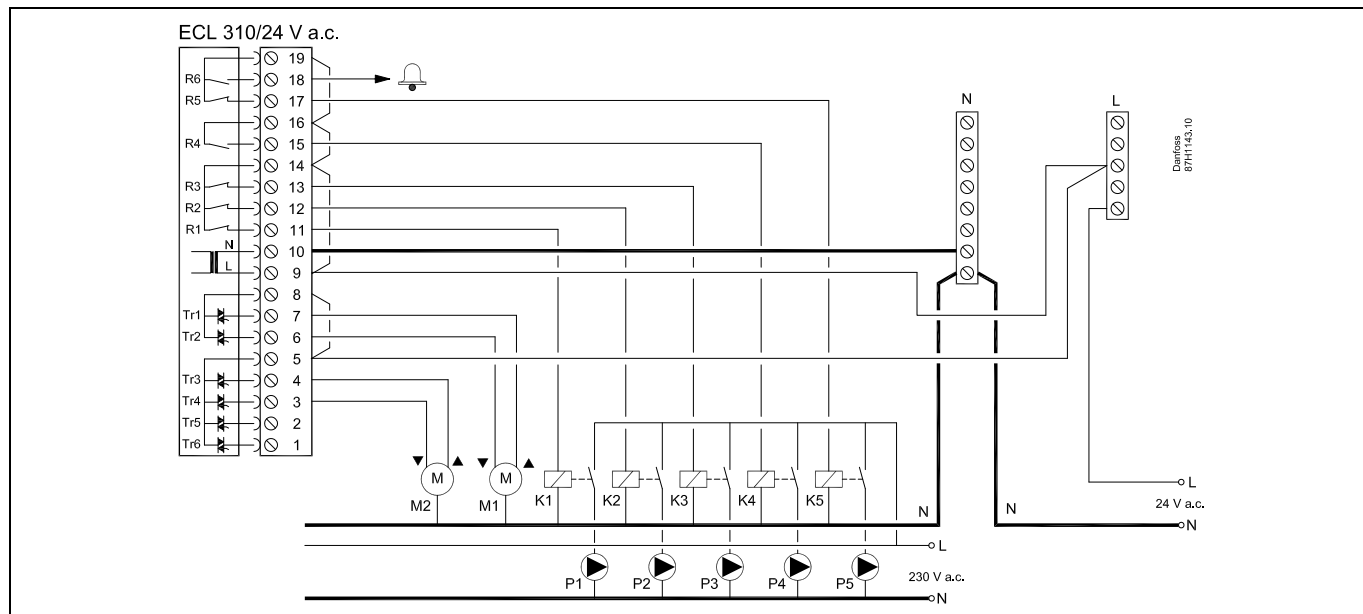 ECL 310/24 V a.c.
19
R6 18
R5 17
16
R4 15
14
R3 13
R2 12
R1 11
N 10
L 9
8
Tr1 7
Tr2 6
5
Tr3 4
Tr4 3
Tr5 2
Tr6 1
N
L
Danfoss
87H1143.10
M M
M2 M1 K1 K2 K3 K4 K5
N N
L
24 V a.c.
N
L
P1 P2 P3 P4 P5
230 V a.c.
N